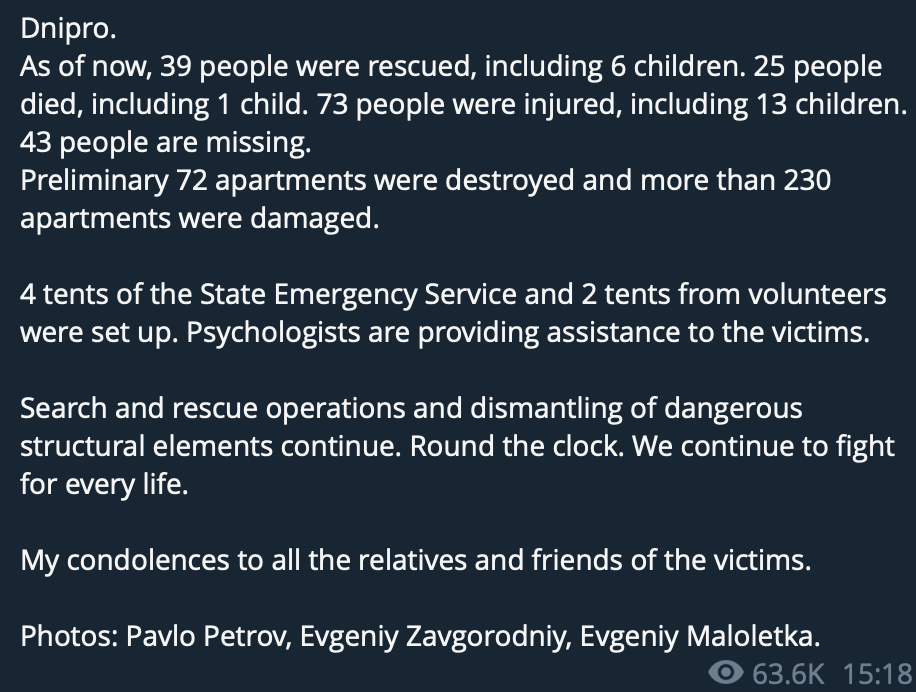 Dnipro.
As of now, 39 people were rescued, including 6 children. 25 people
died, including 1 child. 73 people were injured, including 13 children.
43 people are missing.
Preliminary 72 apartments were destroyed and more than 230
apartments were damaged.
4 tents of the State Emergency Service and 2 tents from volunteers
were set up. Psychologists are providing assistance to the victims.
Search and rescue operations and dismantling of dangerous
structural elements continue. Round the clock. We continue to fight
for every life.
My condolences to all the relatives and friends of the victims.
Photos: Pavlo Petrov, Evgeniy Zavgorodniy, Evgeniy Maloletka.
63.6K 15:18